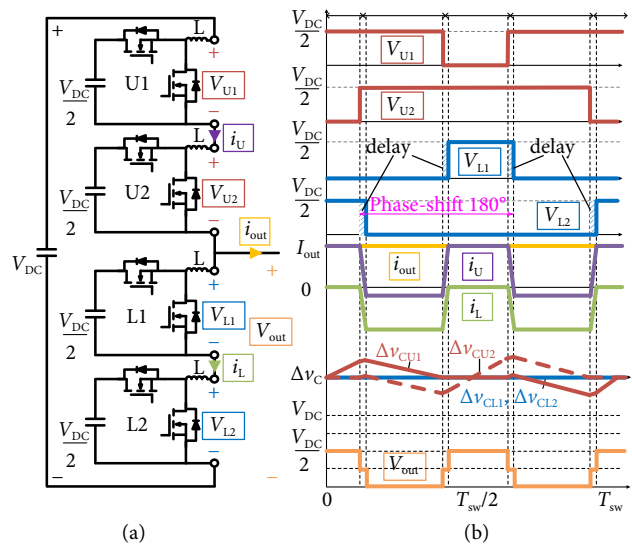 +
L
+
U1
V_DC/2
V_U1
−
L
i_U
+
U2
V_DC/2
V_U2
−
i_out
+
V_DC
L
+
L1
V_DC/2
V_L1
V_out
−
L
i_L
+
L2
V_DC/2
V_L2
−
−
−
(a)
V_DC/2
V_U1
V_DC/2
V_U2
V_DC/2
delay
V_L1
delay
V_DC/2
Phase-shift 180°
V_L2
I_out
i_out
i_U
0
i_L
Δv_CU1
Δv_CU2
Δv_C
Δv_CL1, Δv_CL2
V_DC
V_DC/2
V_out
0
T_sw/2
T_sw
(b)